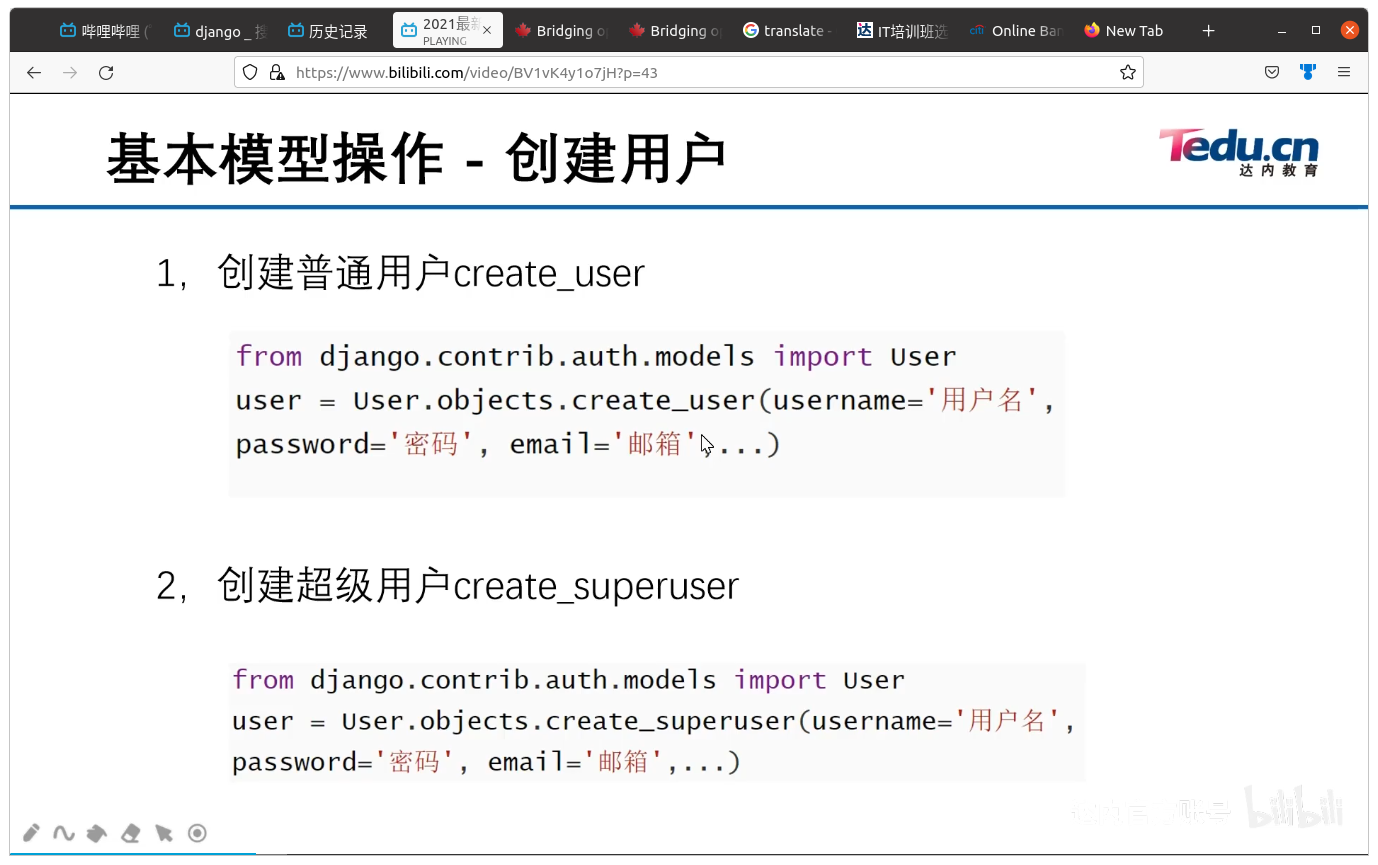 哔哩哔哩 (
django _
历史记录
2021最新
PLAYING
Bridging o
Bridging o
translate -
IT培训班选
citi
Online Ban
New Tab
https://www.bilibili.com/video/BV1vK4y1o7jH?p=43
基本模型操作 - 创建用户
Tedu.cn
达内教育
1，创建普通用户create_user
from django.contrib.auth.models import User
user = User.objects.create_user(username='用户名',
password='密码', email='邮箱',...)
2，创建超级用户create_superuser
from django.contrib.auth.models import User
user = User.objects.create_superuser(username='用户名',
password='密码', email='邮箱',...)
bilibili